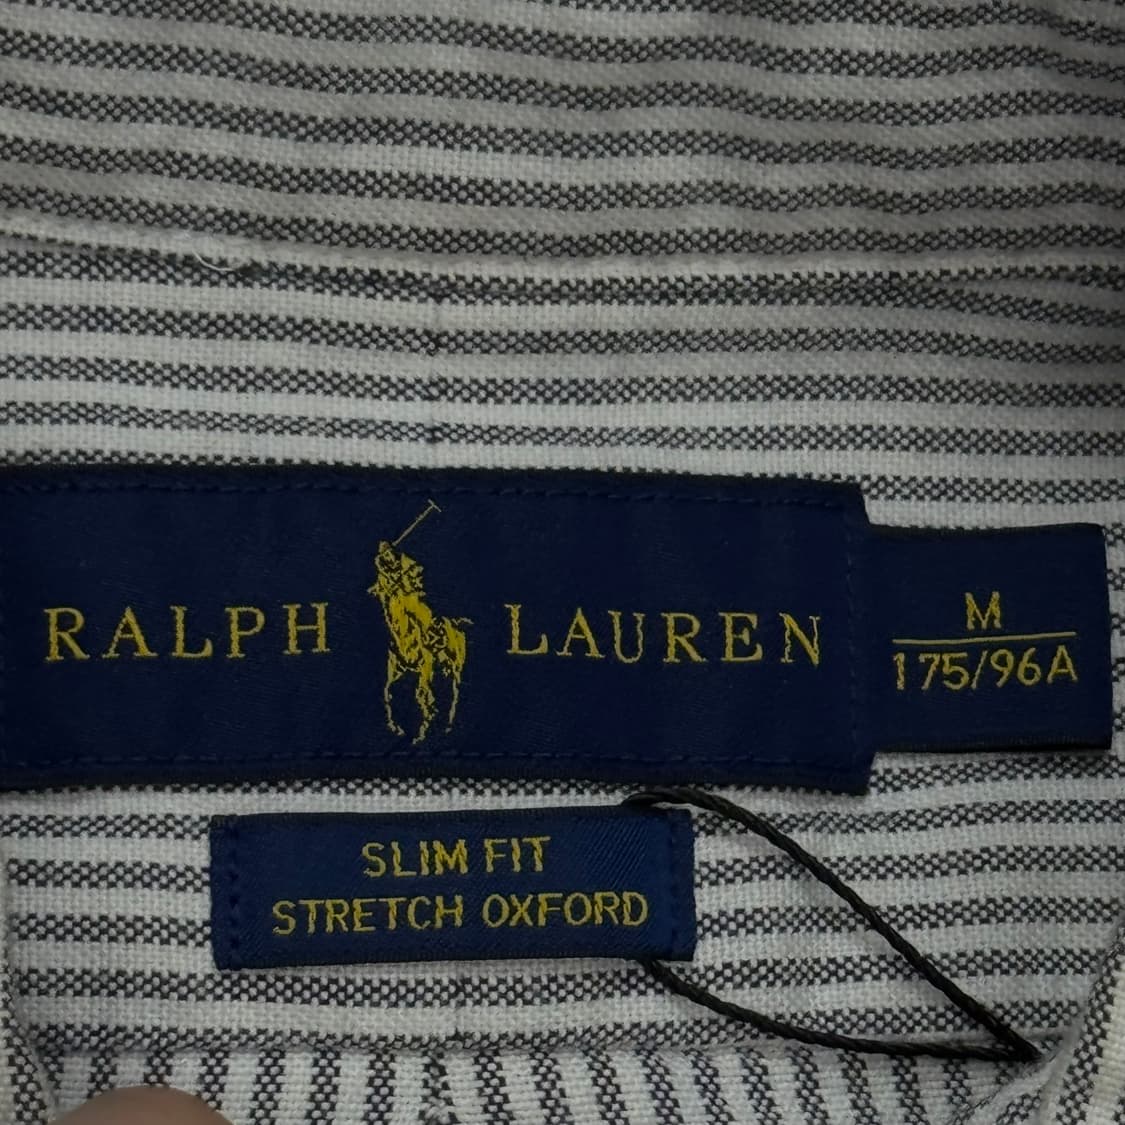 RALPH LAUREN
M
175/96A
SLIM FIT
STRETCH OXFORD